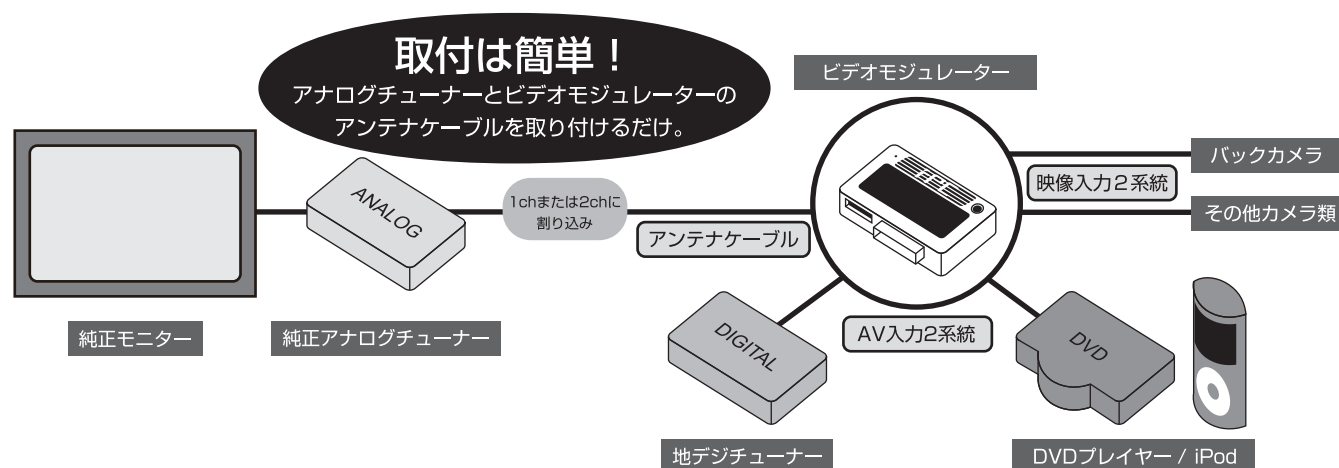 取付は簡単！
アナログチューナーとビデオモジュレーターの
アンテナケーブルを取り付けるだけ。
ビデオモジュレーター
バックカメラ
映像入力2系統
その他カメラ類
ANALOG
1chまたは2chに
割り込み
アンテナケーブル
純正モニター
純正アナログチューナー
DIGITAL
AV入力2系統
DVD
地デジチューナー
DVDプレイヤー / iPod